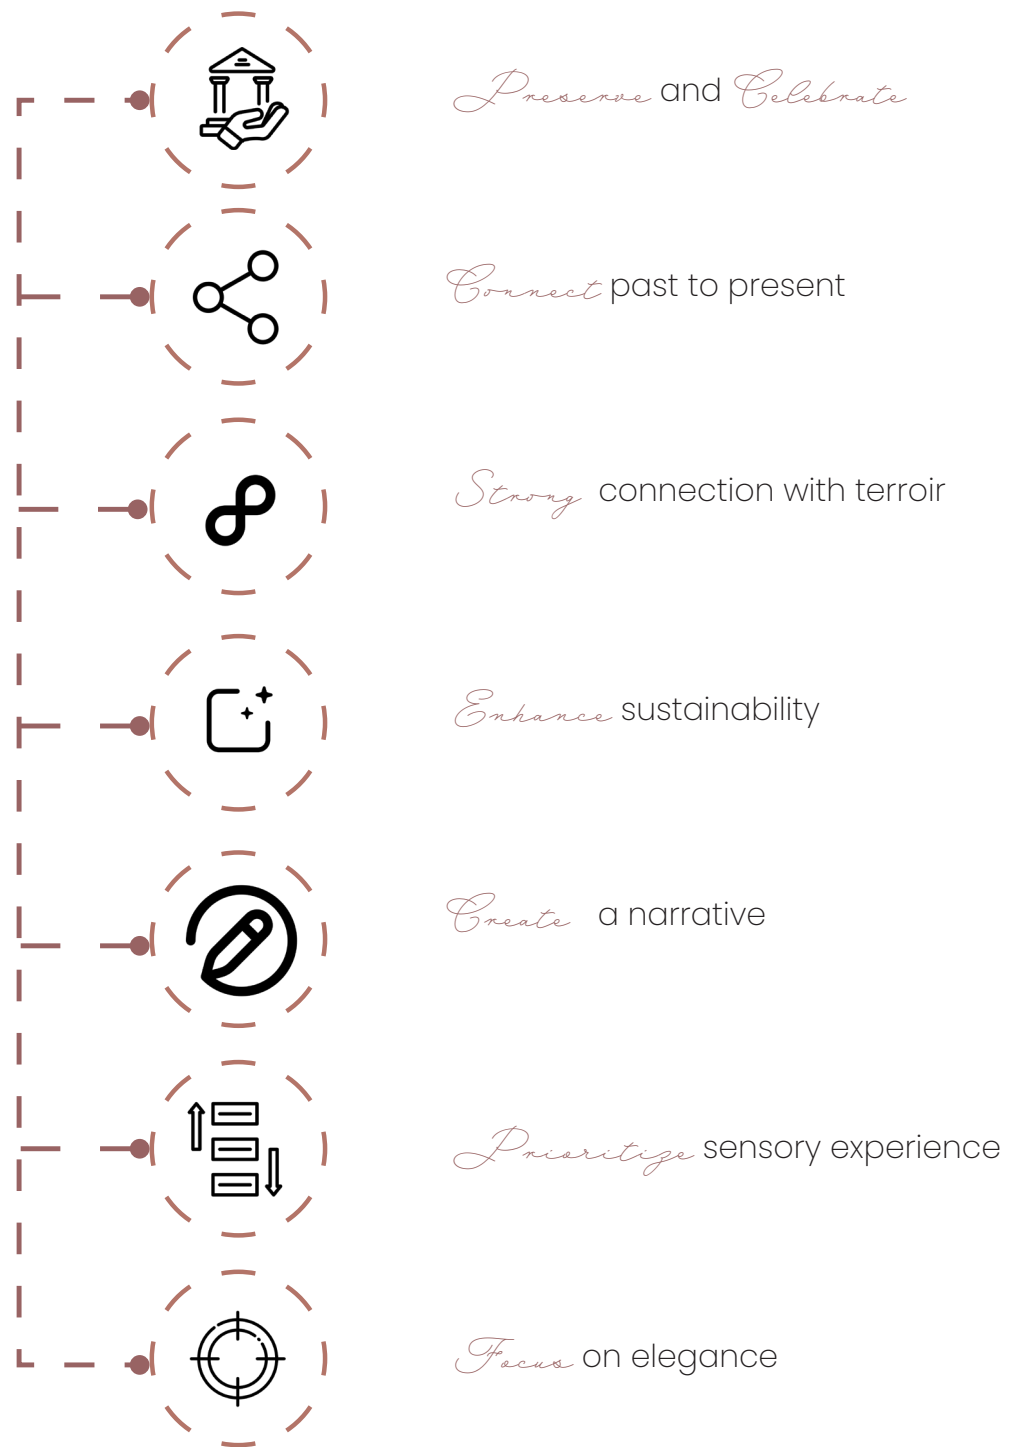 Preserve and Celebrate
Connect past to present
Strong connection with terroir
Enhance sustainability
Create a narrative
Prioritize sensory experience
Focus on elegance